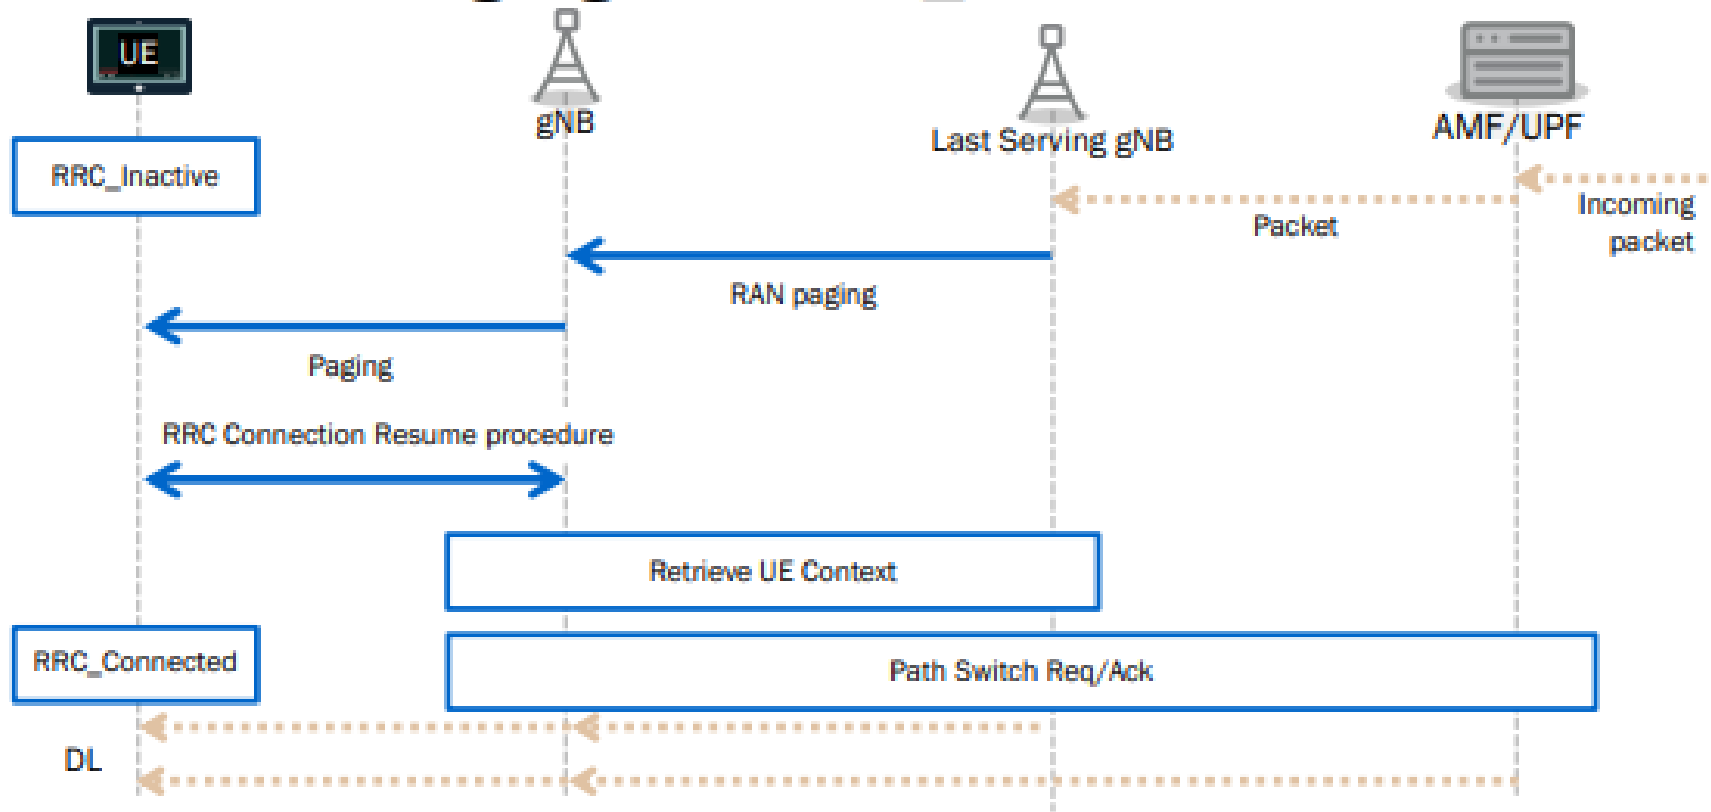 UE
gNB
Last Serving gNB
AMF/UPF
RRC_Inactive
Incoming
packet
Packet
RAN paging
Paging
RRC Connection Resume procedure
Retrieve UE Context
RRC_Connected
Path Switch Req/Ack
DL